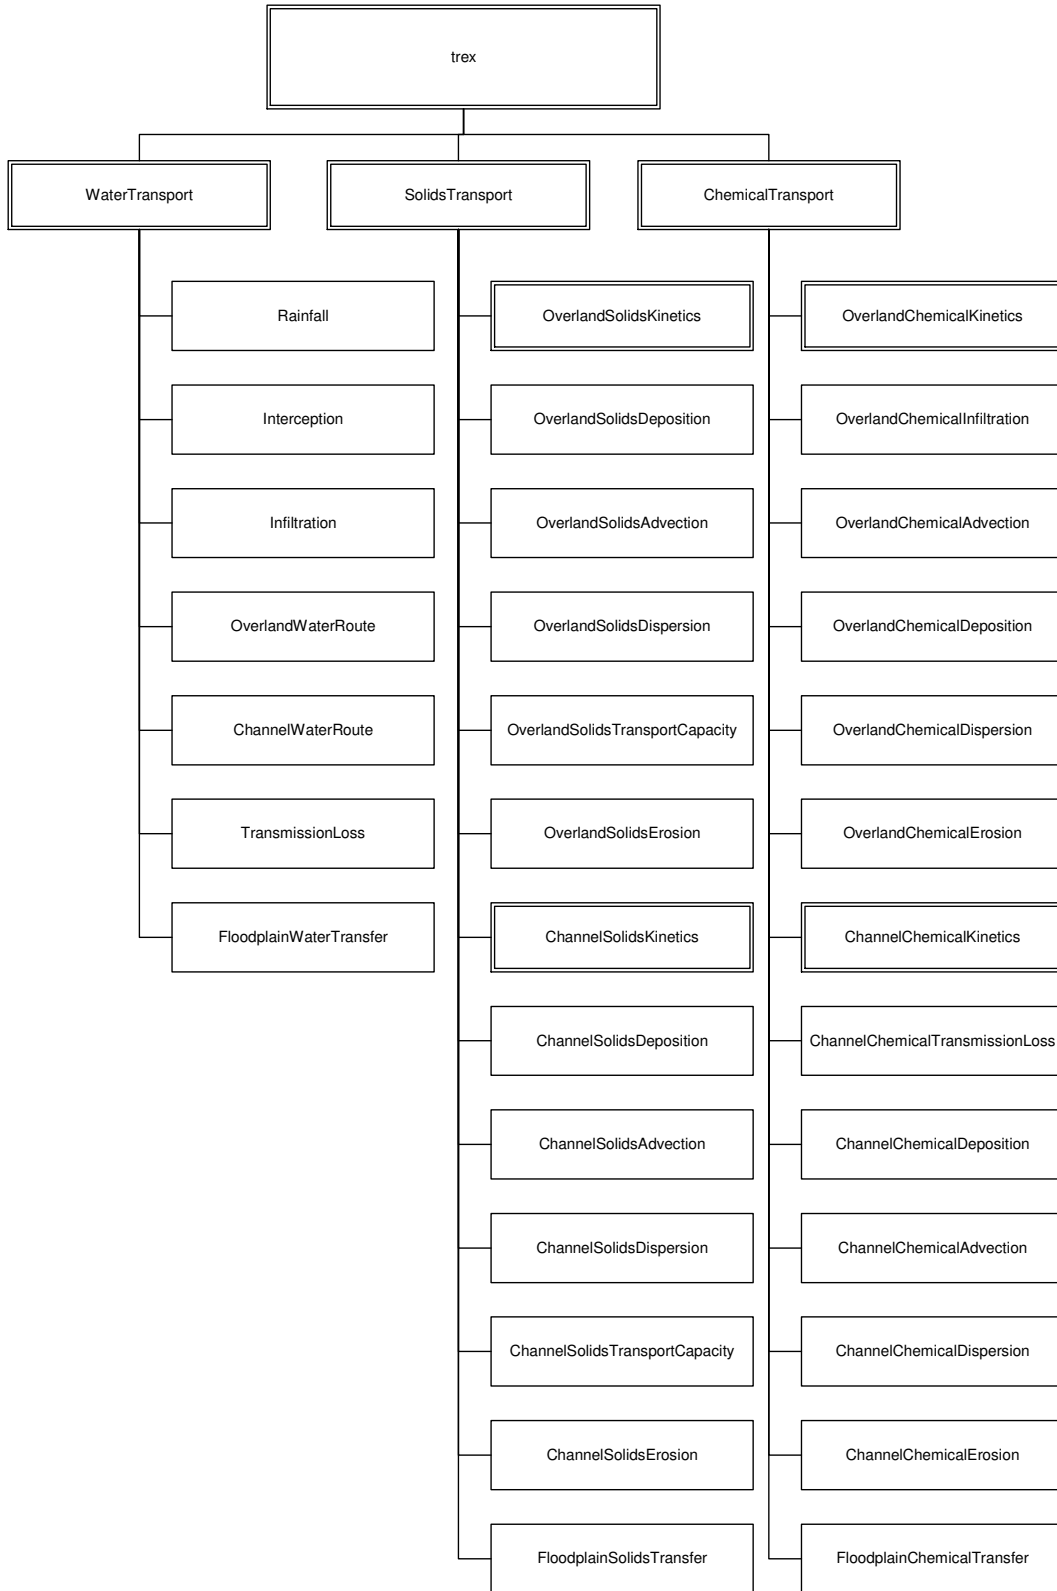 trex
WaterTransport
SolidsTransport
ChemicalTransport
Rainfall
OverlandSolidsKinetics
OverlandChemicalKinetics
Interception
OverlandSolidsDeposition
OverlandChemicalInfiltration
Infiltration
OverlandSolidsAdvection
OverlandChemicalAdvection
OverlandWaterRoute
OverlandSolidsDispersion
OverlandChemicalDeposition
ChannelWaterRoute
OverlandSolidsTransportCapacity
OverlandChemicalDispersion
TransmissionLoss
OverlandSolidsErosion
OverlandChemicalErosion
FloodplainWaterTransfer
ChannelSolidsKinetics
ChannelChemicalKinetics
ChannelSolidsDeposition
ChannelChemicalTransmissionLoss
ChannelSolidsAdvection
ChannelChemicalDeposition
ChannelSolidsDispersion
ChannelChemicalAdvection
ChannelSolidsTransportCapacity
ChannelChemicalDispersion
ChannelSolidsErosion
ChannelChemicalErosion
FloodplainSolidsTransfer
FloodplainChemicalTransfer